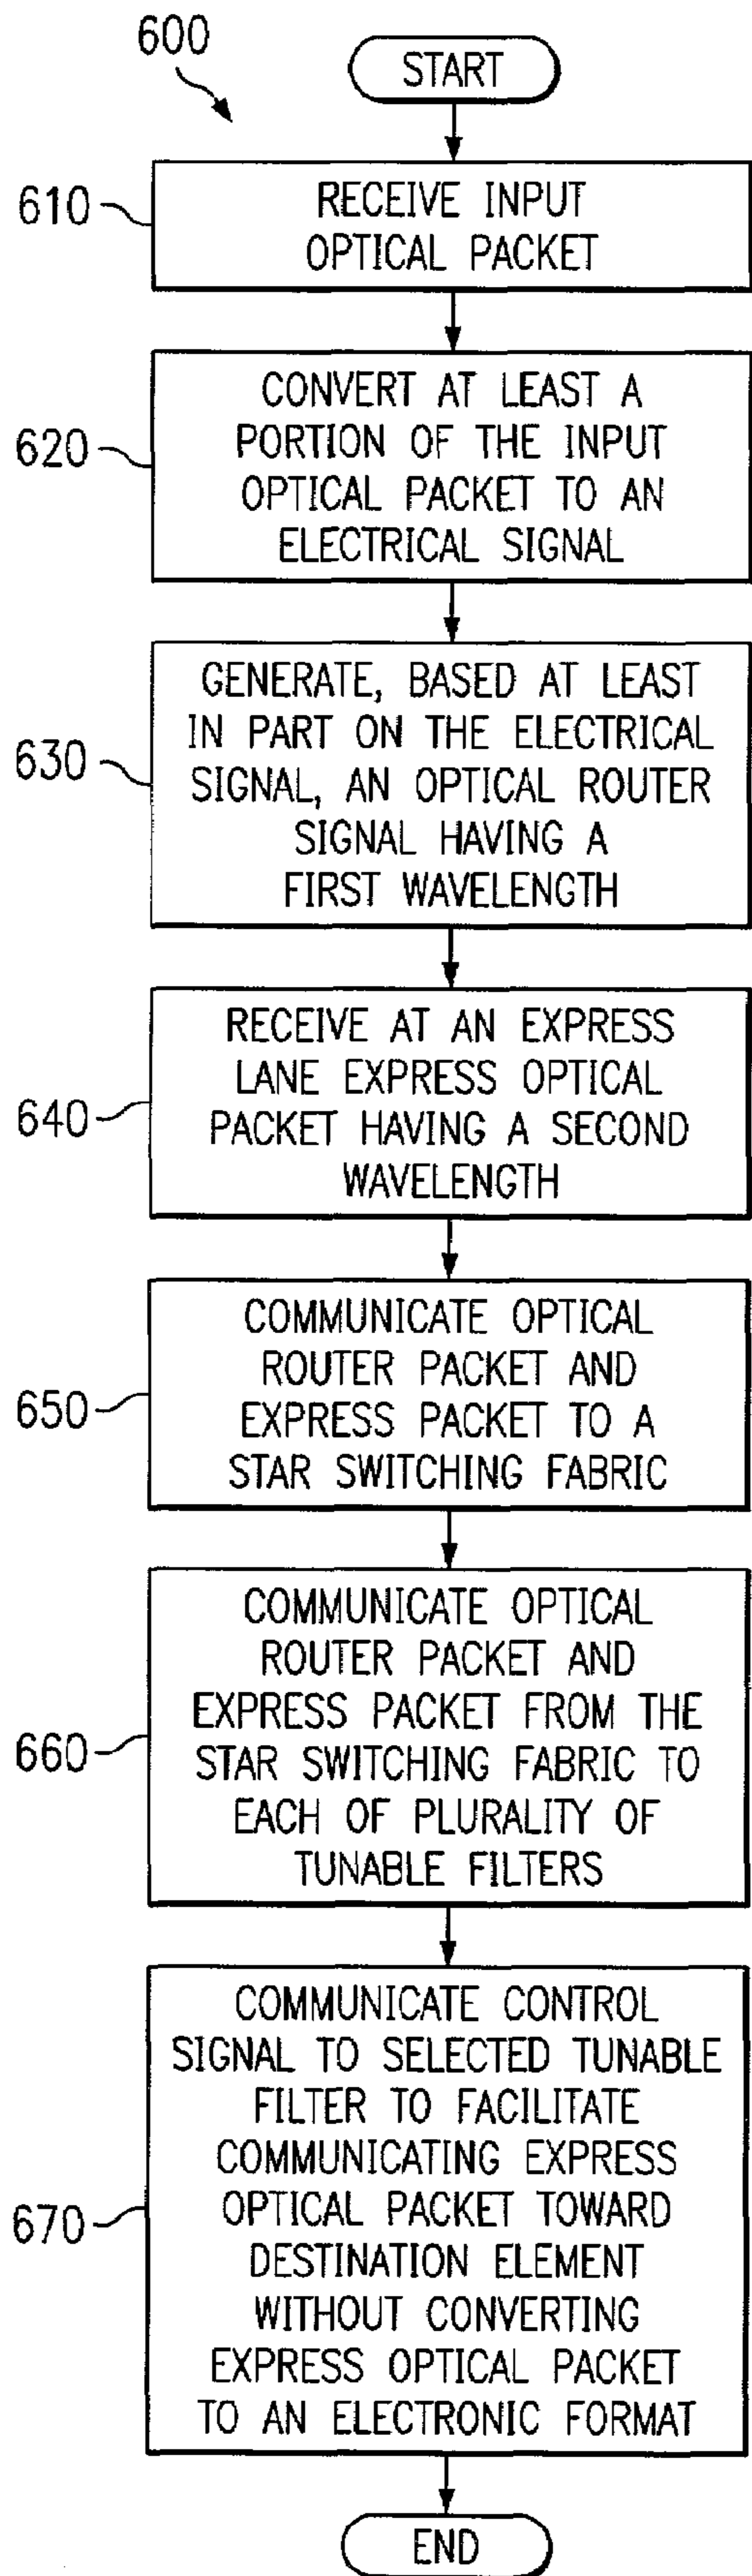 600
START
610
RECEIVE INPUT
OPTICAL PACKET
620
CONVERT AT LEAST A
PORTION OF THE INPUT
OPTICAL PACKET TO AN
ELECTRICAL SIGNAL
630
GENERATE, BASED AT LEAST
IN PART ON THE ELECTRICAL
SIGNAL, AN OPTICAL ROUTER
SIGNAL HAVING A
FIRST WAVELENGTH
640
RECEIVE AT AN EXPRESS
LANE EXPRESS OPTICAL
PACKET HAVING A SECOND
WAVELENGTH
650
COMMUNICATE OPTICAL
ROUTER PACKET AND
EXPRESS PACKET TO A
STAR SWITCHING FABRIC
660
COMMUNICATE OPTICAL
ROUTER PACKET AND
EXPRESS PACKET FROM THE
STAR SWITCHING FABRIC TO
EACH OF PLURALITY OF
TUNABLE FILTERS
670
COMMUNICATE CONTROL
SIGNAL TO SELECTED TUNABLE
FILTER TO FACILITATE
COMMUNICATING EXPRESS
OPTICAL PACKET TOWARD
DESTINATION ELEMENT
WITHOUT CONVERTING
EXPRESS OPTICAL PACKET
TO AN ELECTRONIC FORMAT
END